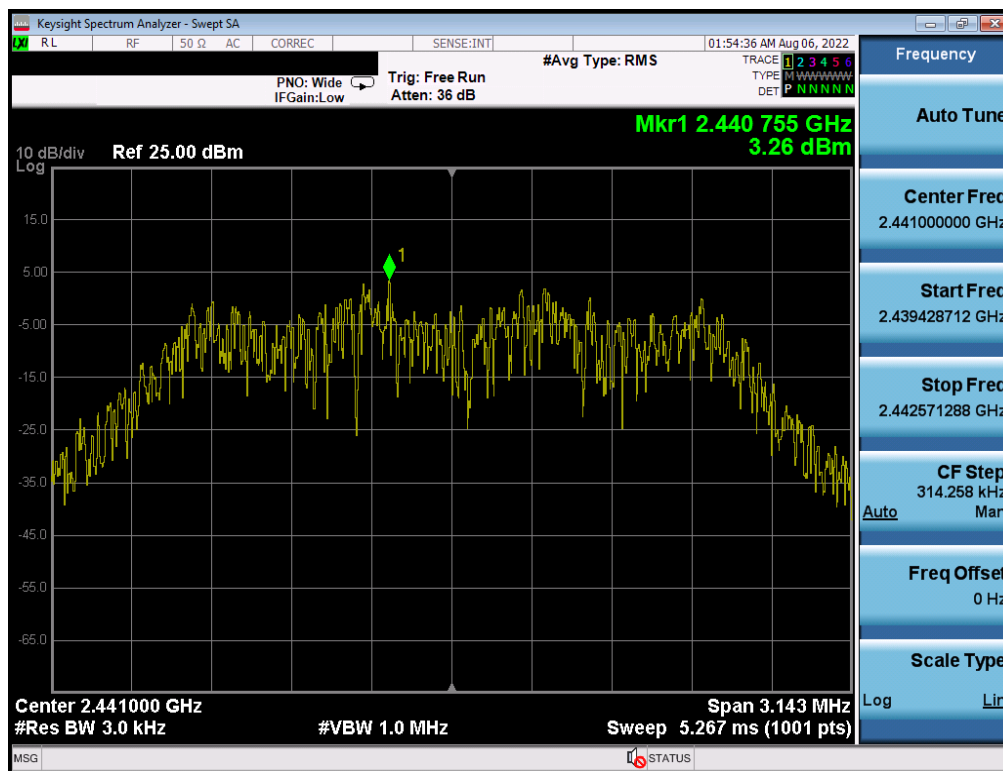 Keysight Spectrum Analyzer - Swept SA
LXI RL RF 50 Ω AC CORREC SENSE:INT 01:54:36 AM Aug 06, 2022
#Avg Type: RMS
TRACE 1 2 3 4 5 6
TYPE M WWWWW
DET P N N N N N
PNO: Wide
IFGain:Low
Trig: Free Run
Atten: 36 dB
Mkr1 2.440 755 GHz
3.26 dBm
10 dB/div Ref 25.00 dBm
Log
15.0
5.00
-5.00
-15.0
-25.0
-35.0
-45.0
-55.0
-65.0
1
Center 2.441000 GHz
Span 3.143 MHz
#Res BW 3.0 kHz
#VBW 1.0 MHz
Sweep 5.267 ms (1001 pts)
MSG
STATUS
Frequency
Auto Tune
Center Freq
2.441000000 GHz
Start Freq
2.439428712 GHz
Stop Freq
2.442571288 GHz
CF Step
314.258 kHz
Auto Man
Freq Offset
0 Hz
Scale Type
Log Lin